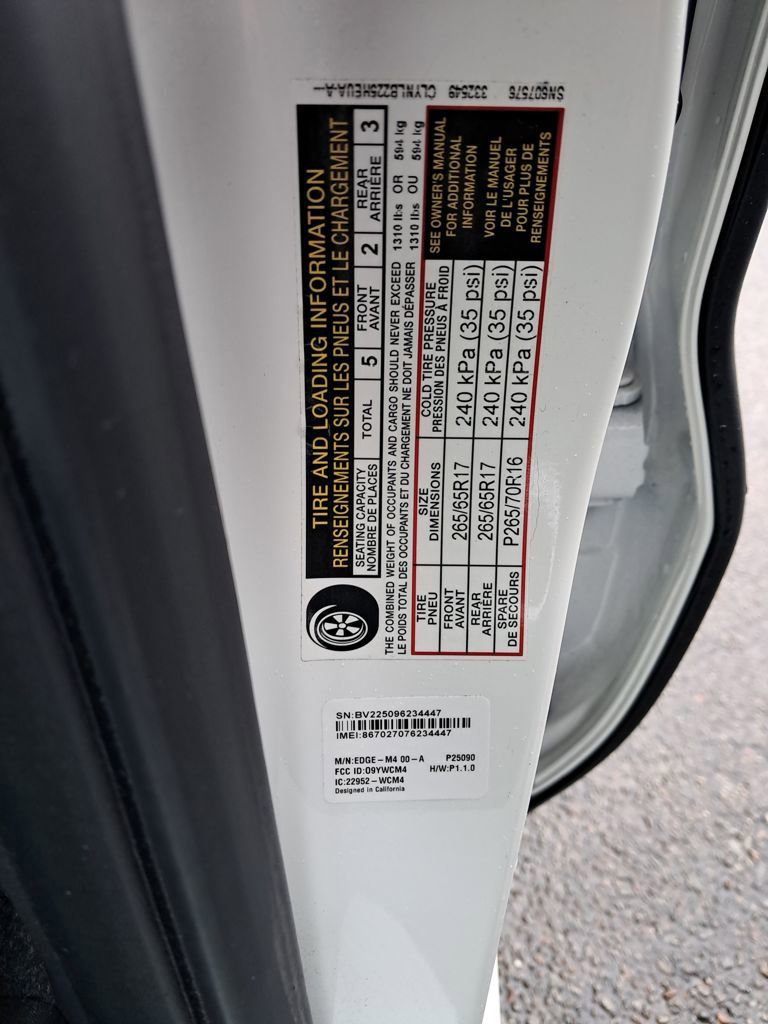 SN607576 332549 CLYNLB225HEUAA
TIRE AND LOADING INFORMATION
RENSEIGNEMENTS SUR LES PNEUS ET LE CHARGEMENT
SEATING CAPACITY TOTAL 5 FRONT 2 REAR 3
NOMBRE DE PLACES AVANT ARRIÈRE
THE COMBINED WEIGHT OF OCCUPANTS AND CARGO SHOULD NEVER EXCEED 1310 lbs OR 594 kg
LE POIDS TOTAL DES OCCUPANTS ET DU CHARGEMENT NE DOIT JAMAIS DÉPASSER 1310 lbs OU 594 kg
TIRE SIZE COLD TIRE PRESSURE
PNEU DIMENSIONS PRESSION DES PNEUS À FROID
FRONT
AVANT 265/65R17 240 kPa (35 psi)
REAR
ARRIÈRE 265/65R17 240 kPa (35 psi)
SPARE
DE SECOURS P265/70R16 240 kPa (35 psi)
SEE OWNER'S MANUAL
FOR ADDITIONAL
INFORMATION
VOIR LE MANUEL
DE L'USAGER
POUR PLUS DE
RENSEIGNEMENTS
SN:BV225096234447
IMEI:867027076234447
M/N:EDGE-M4 00-A P25090
FCC ID:O9YWCM4 H/W:P1.1.0
IC:22952-WCM4
Designed in California